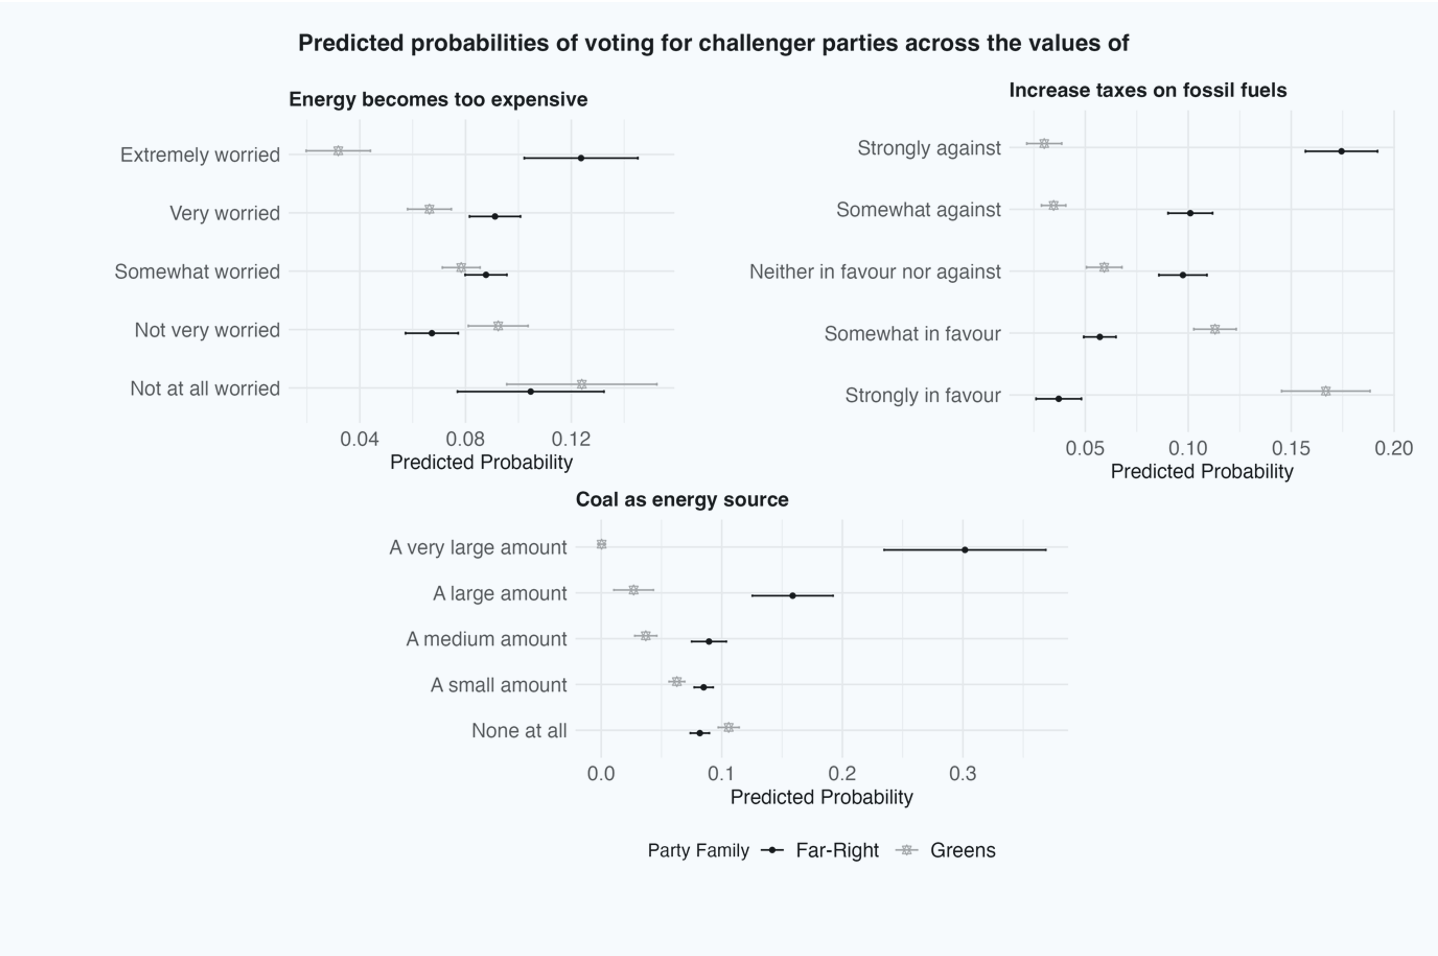 Predicted probabilities of voting for challenger parties across the values of
Energy becomes too expensive
Extremely worried
Very worried
Somewhat worried
Not very worried
Not at all worried
0.04 0.08 0.12
Predicted Probability
Increase taxes on fossil fuels
Strongly against
Somewhat against
Neither in favour nor against
Somewhat in favour
Strongly in favour
0.05 0.10 0.15 0.20
Predicted Probability
Coal as energy source
A very large amount
A large amount
A medium amount
A small amount
None at all
0.0 0.1 0.2 0.3
Predicted Probability
Party Family Far-Right Greens